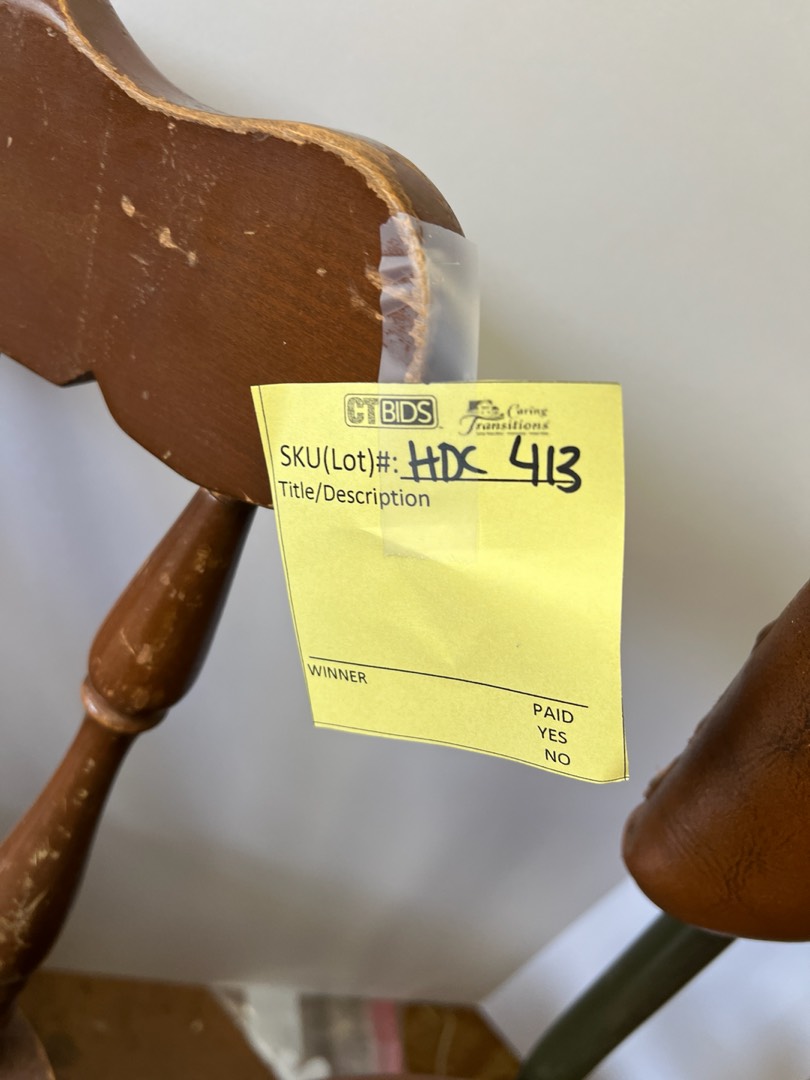 CTBIDS
Caring
Transitions
SKU(Lot)#: HDC 413
Title/Description
WINNER
PAID
YES
NO